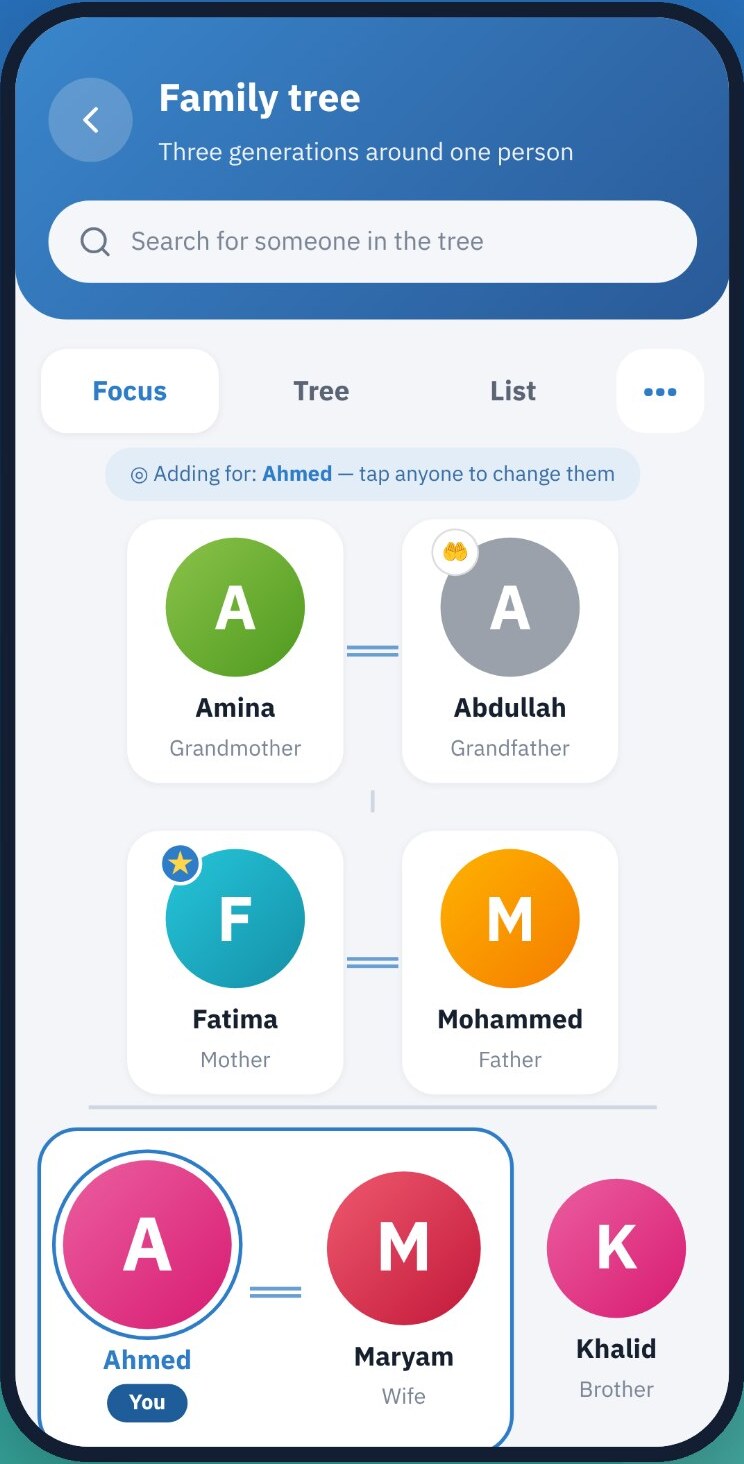 Family tree
Three generations around one person
Search for someone in the tree
Focus Tree List •••
◎ Adding for: Ahmed — tap anyone to change them
A A
Amina Abdullah
Grandmother Grandfather
F M
Fatima Mohammed
Mother Father
A M K
Ahmed Maryam Khalid
You Wife Brother